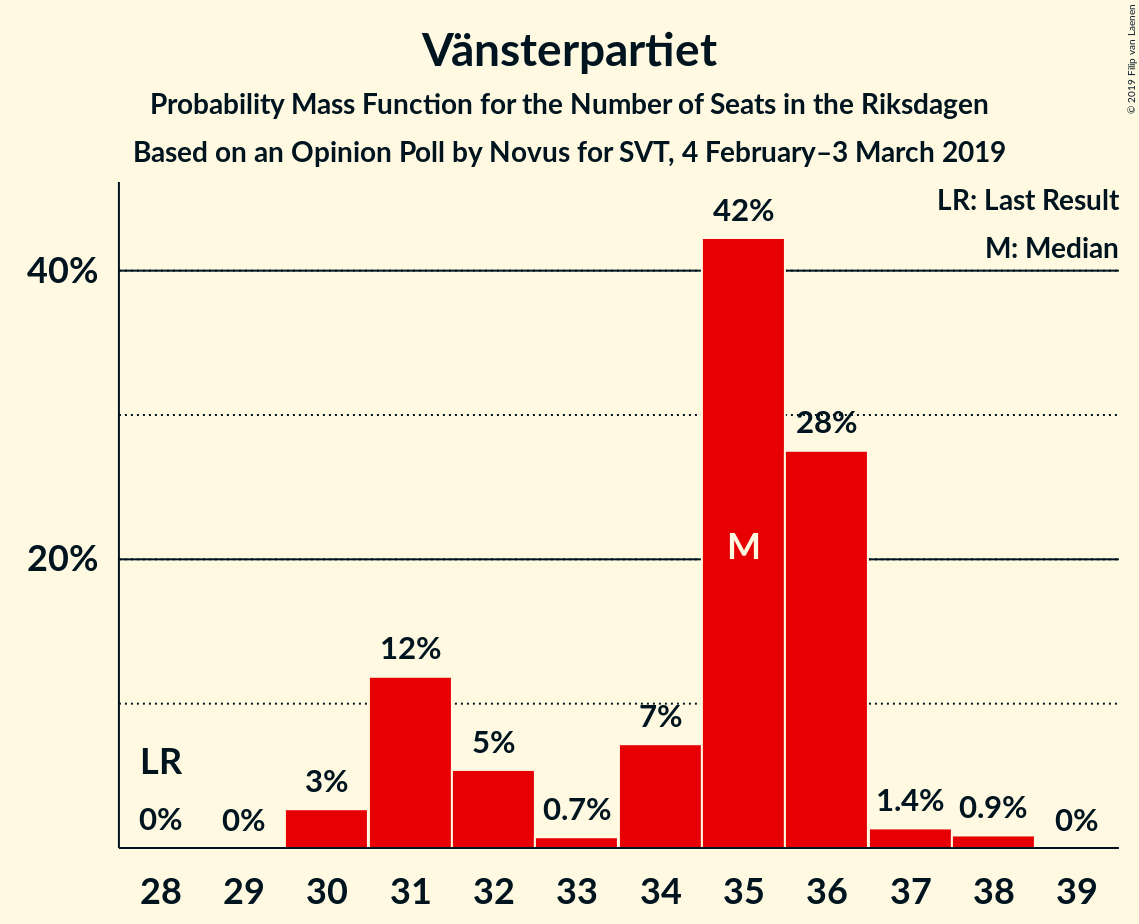 Vänsterpartiet
Probability Mass Function for the Number of Seats in the Riksdagen
Based on an Opinion Poll by Novus for SVT, 4 February–3 March 2019
© 2019 Filip van Laenen
LR: Last Result
M: Median
42%
40%
28%
20%
M
12%
7%
5%
LR
3%
1.4%
0.9%
0.7%
0%
0%
0%
28 29 30 31 32 33 34 35 36 37 38 39